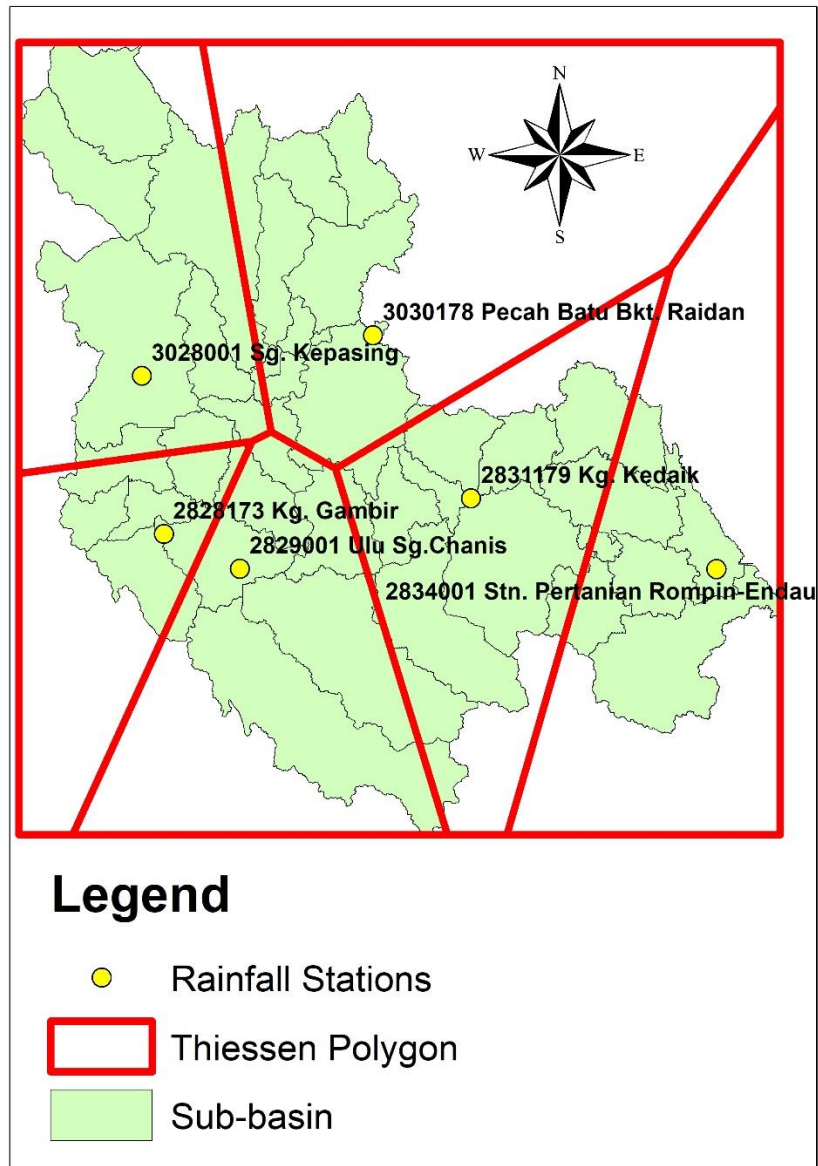 N
W E
S
3030178 Pecah Batu Bkt. Raidan
3028001 Sg. Kepasing
2831179 Kg. Kedaik
2828173 Kg. Gambir
2829001 Ulu Sg.Chanis
2834001 Stn. Pertanian Rompin-Endau
Legend
Rainfall Stations
Thiessen Polygon
Sub-basin